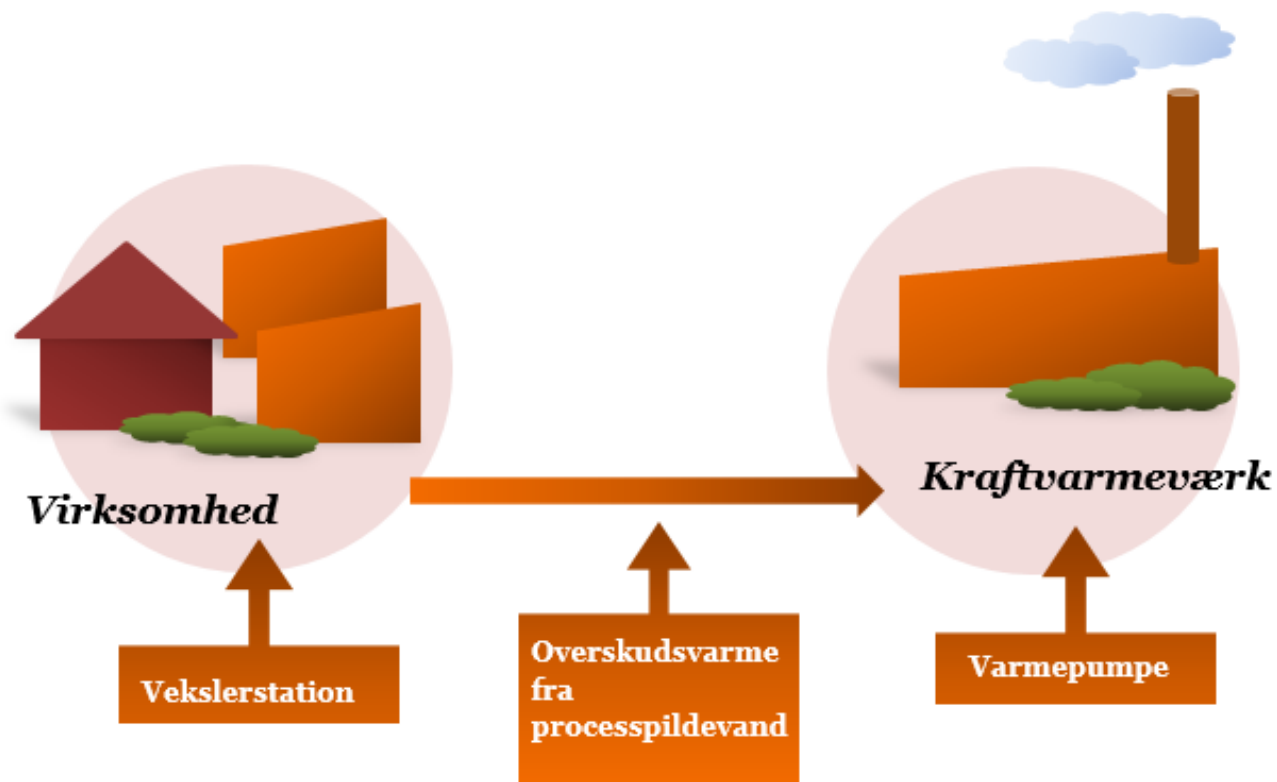 Virksomhed
Kraftvarmeværk
Vekslerstation
Overskudsvarme
fra
processpildevand
Varmepumpe